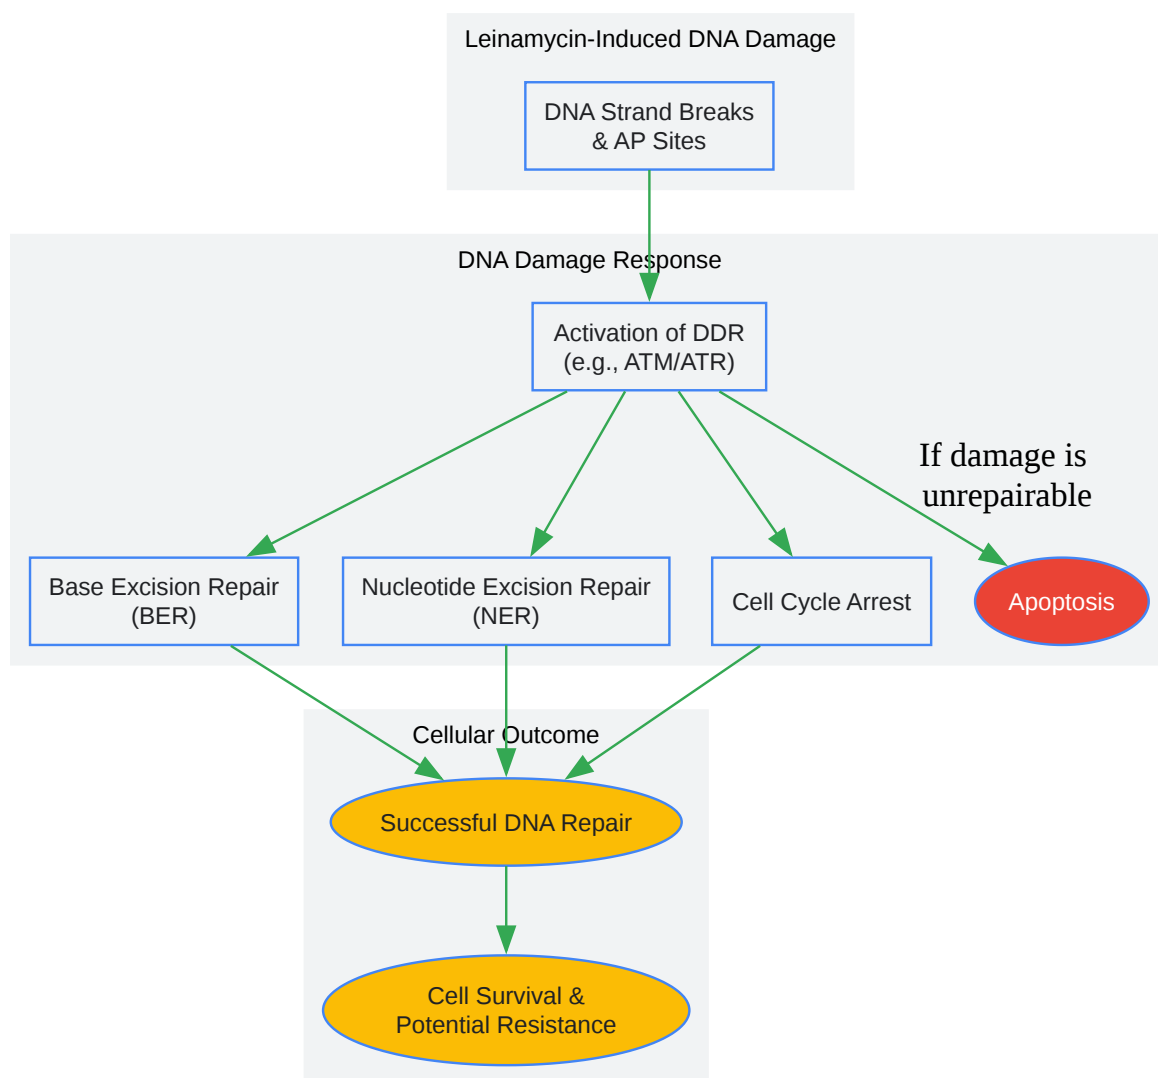 Leinamycin-Induced DNA Damage
DNA Strand Breaks
& AP Sites
DNA Damage Response
Activation of DDR
(e.g., ATM/ATR)
If damage is
unrepairable
Base Excision Repair
(BER)
Nucleotide Excision Repair
(NER)
Cell Cycle Arrest
Apoptosis
Cellular Outcome
Successful DNA Repair
Cell Survival &
Potential Resistance